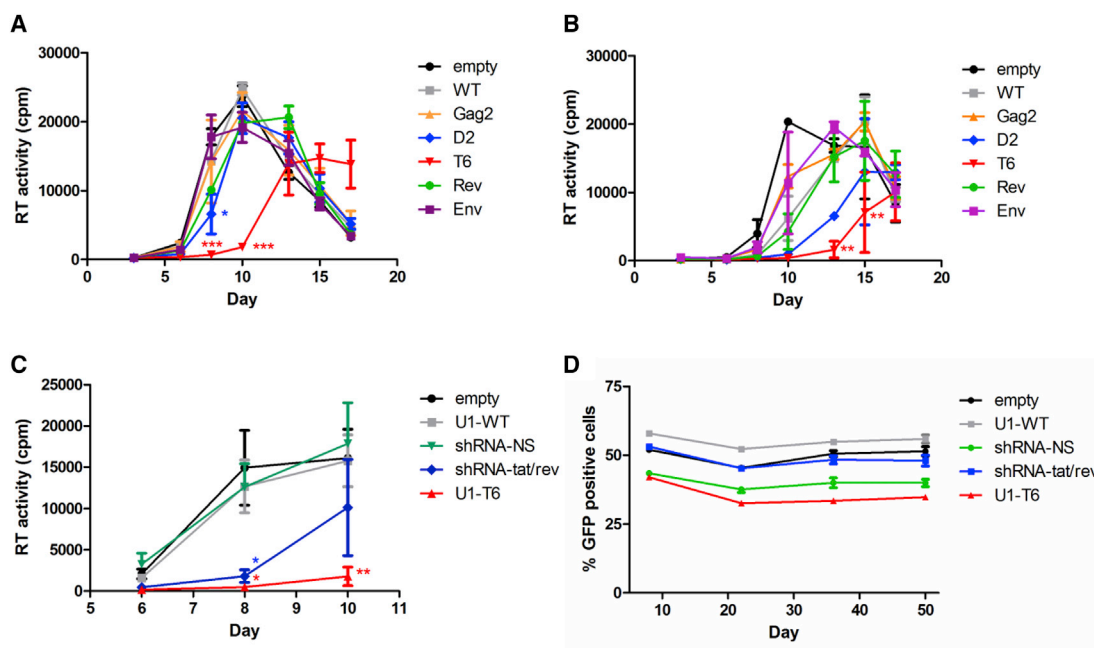 A
RT activity (cpm)
30000
20000
10000
0
0 5 10 15 20
Day
*
***
***
empty
WT
Gag2
D2
T6
Rev
Env
B
RT activity (cpm)
30000
20000
10000
0
0 5 10 15 20
Day
**
**
empty
WT
Gag2
D2
T6
Rev
Env
C
RT activity (cpm)
25000
20000
15000
10000
5000
0
5 6 7 8 9 10 11
Day
*
*
**
empty
U1-WT
shRNA-NS
shRNA-tat/rev
U1-T6
D
% GFP positive cells
75
50
25
0
10 20 30 40 50
Day
empty
U1-WT
shRNA-NS
shRNA-tat/rev
U1-T6